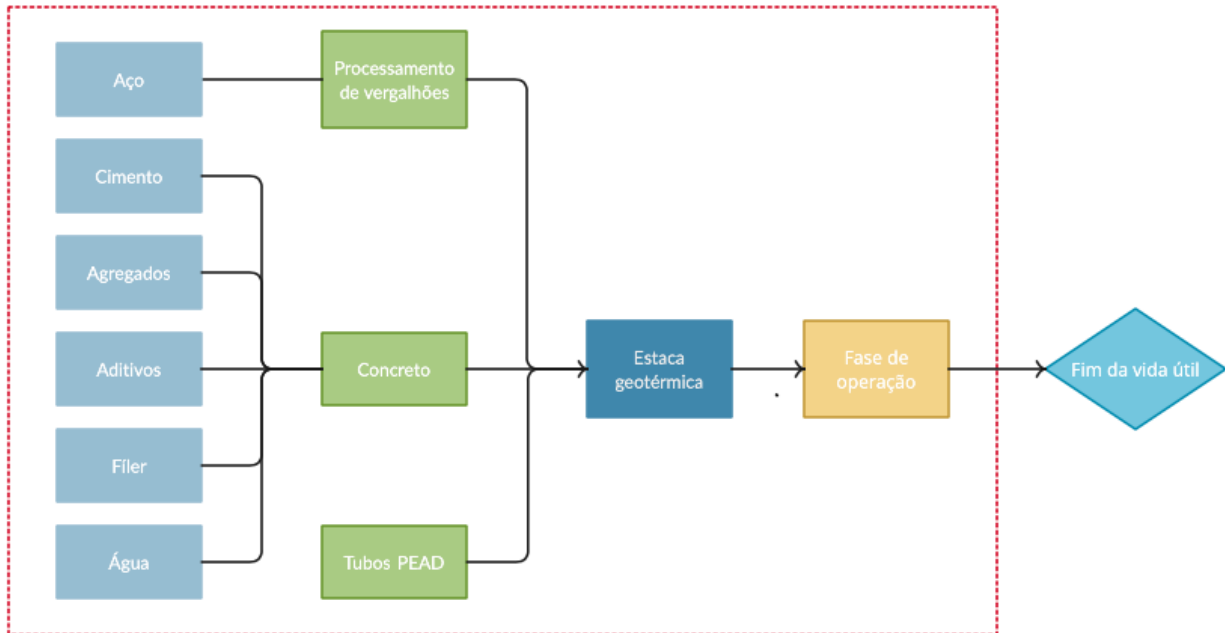 Aço
Processamento
de vergalhões
Cimento
Agregados
Aditivos
Concreto
Estaca
geotérmica
Fase de
operação
Fim da vida útil
Fíler
Água
Tubos PEAD